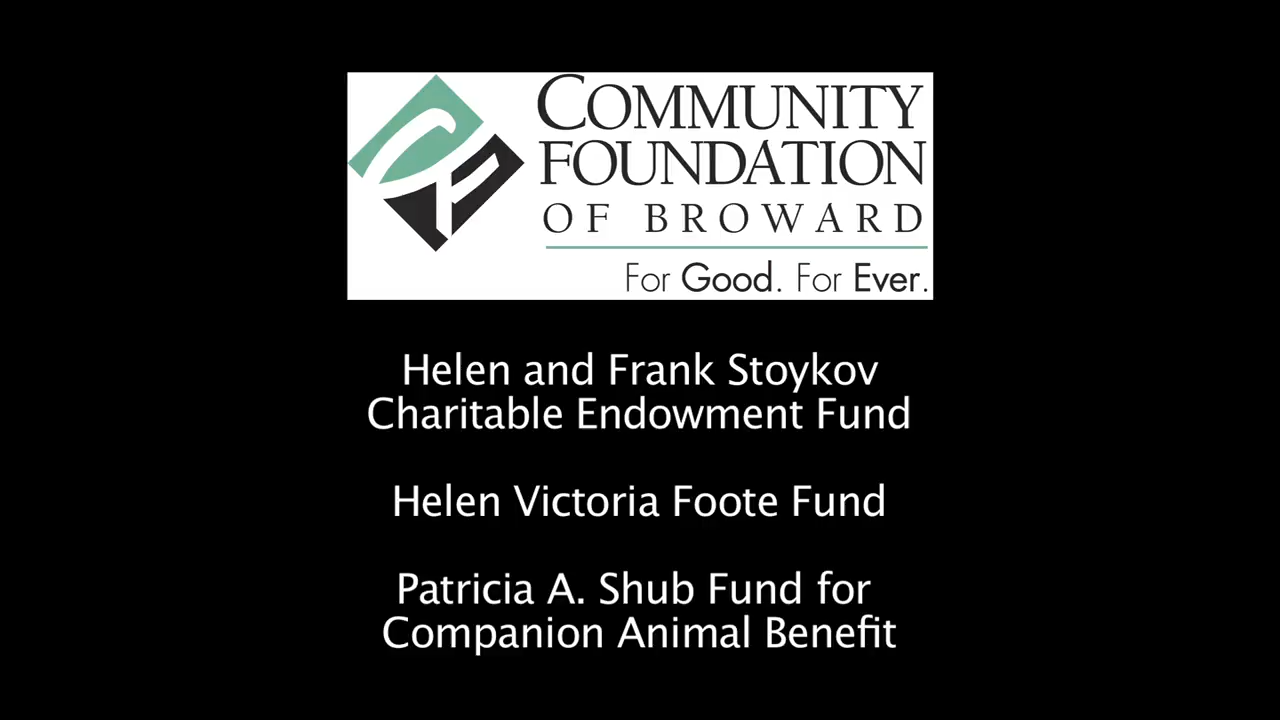 COMMUNITY
FOUNDATION
OF BROWARD
For Good. For Ever.
Helen and Frank Stoykov
Charitable Endowment Fund
Helen Victoria Foote Fund
Patricia A. Shub Fund for
Companion Animal Benefit